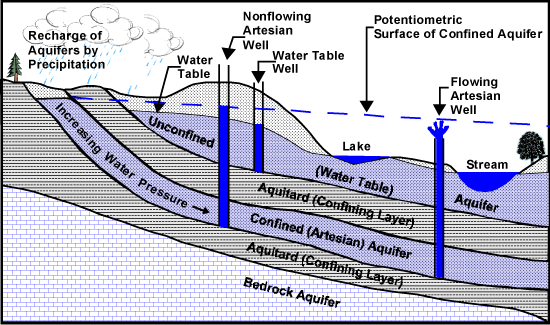 Recharge of
Aquifers by
Precipitation
Water
Table
Nonflowing
Artesian
Well
Water Table
Well
Potentiometric
Surface of Confined Aquifer
Flowing
Artesian
Well
Increasing Water Pressure
Unconfined
(Water Table)
Aquifer
Lake
Stream
Aquitard (Confining Layer)
Confined (Artesian) Aquifer
Aquitard (Confining Layer)
Bedrock Aquifer